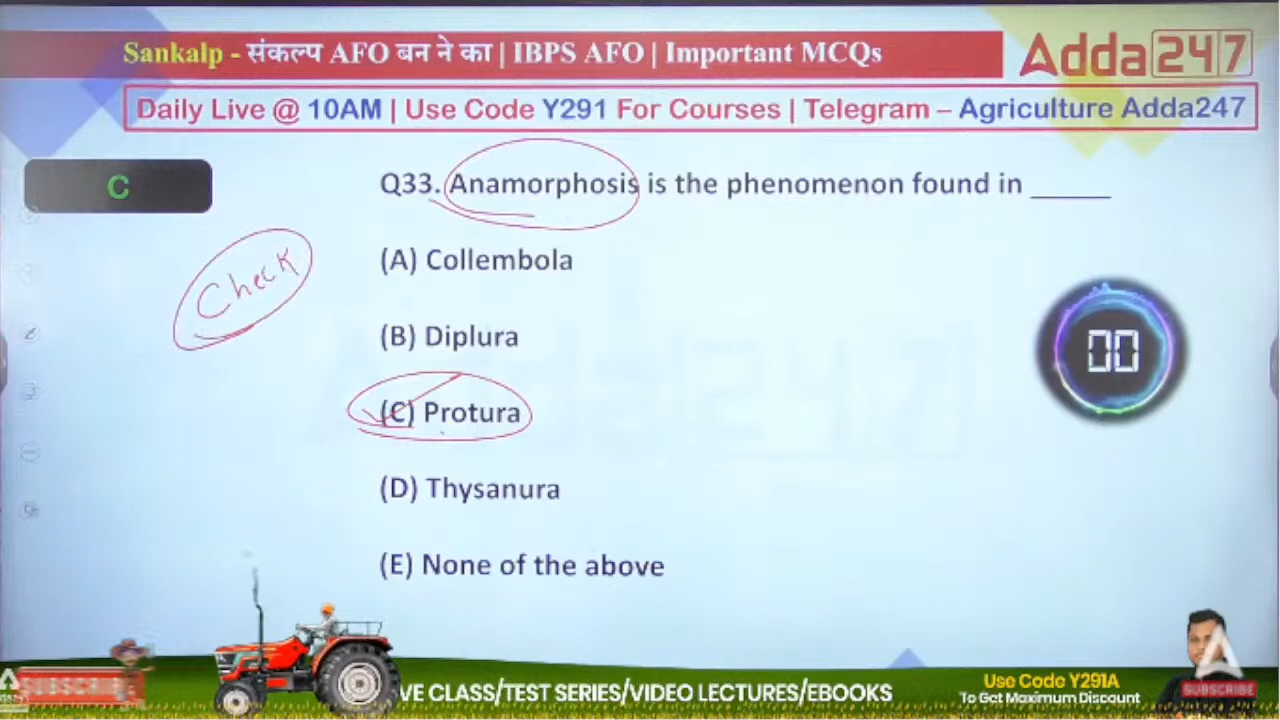 Sankalp - संकल्प AFO बन ने का | IBPS AFO | Important MCQs
Adda247
Daily Live @ 10AM | Use Code Y291 For Courses | Telegram – Agriculture Adda247
C
Q33. Anamorphosis is the phenomenon found in ______
Check
(A) Collembola
(B) Diplura
00
(C) Protura
(D) Thysanura
(E) None of the above
SUBSCRIBE
VE CLASS/TEST SERIES/VIDEO LECTURES/EBOOKS
Use Code Y291A
To Get Maximum Discount
SUBSCRIBE